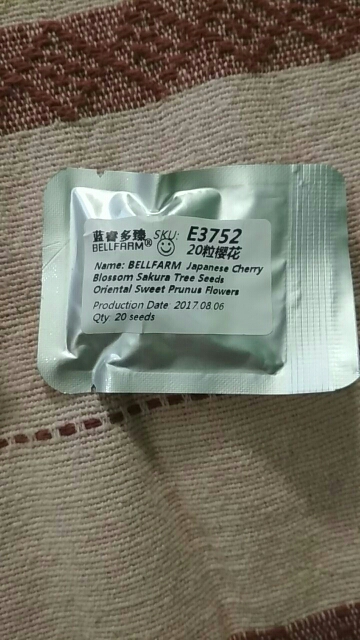 蓝睿多臻 SKU: E3752
BELLFARM® 20粒樱花
Name: BELLFARM Japanese Cherry
Blossom Sakura Tree Seeds
Oriental Sweet Prunus Flowers
Production Date: 2017.08.06
Qty: 20 seeds